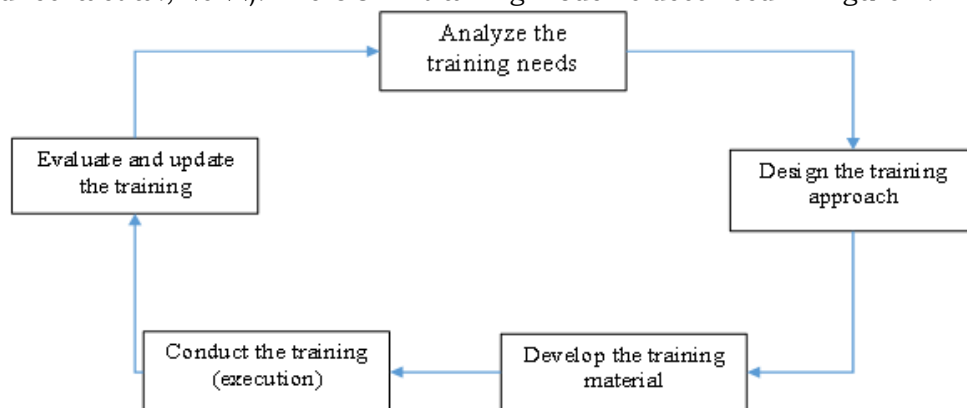 Analyze the
training needs
Evaluate and update
the training
Design the training
approach
Conduct the training
(execution)
Develop the training
material